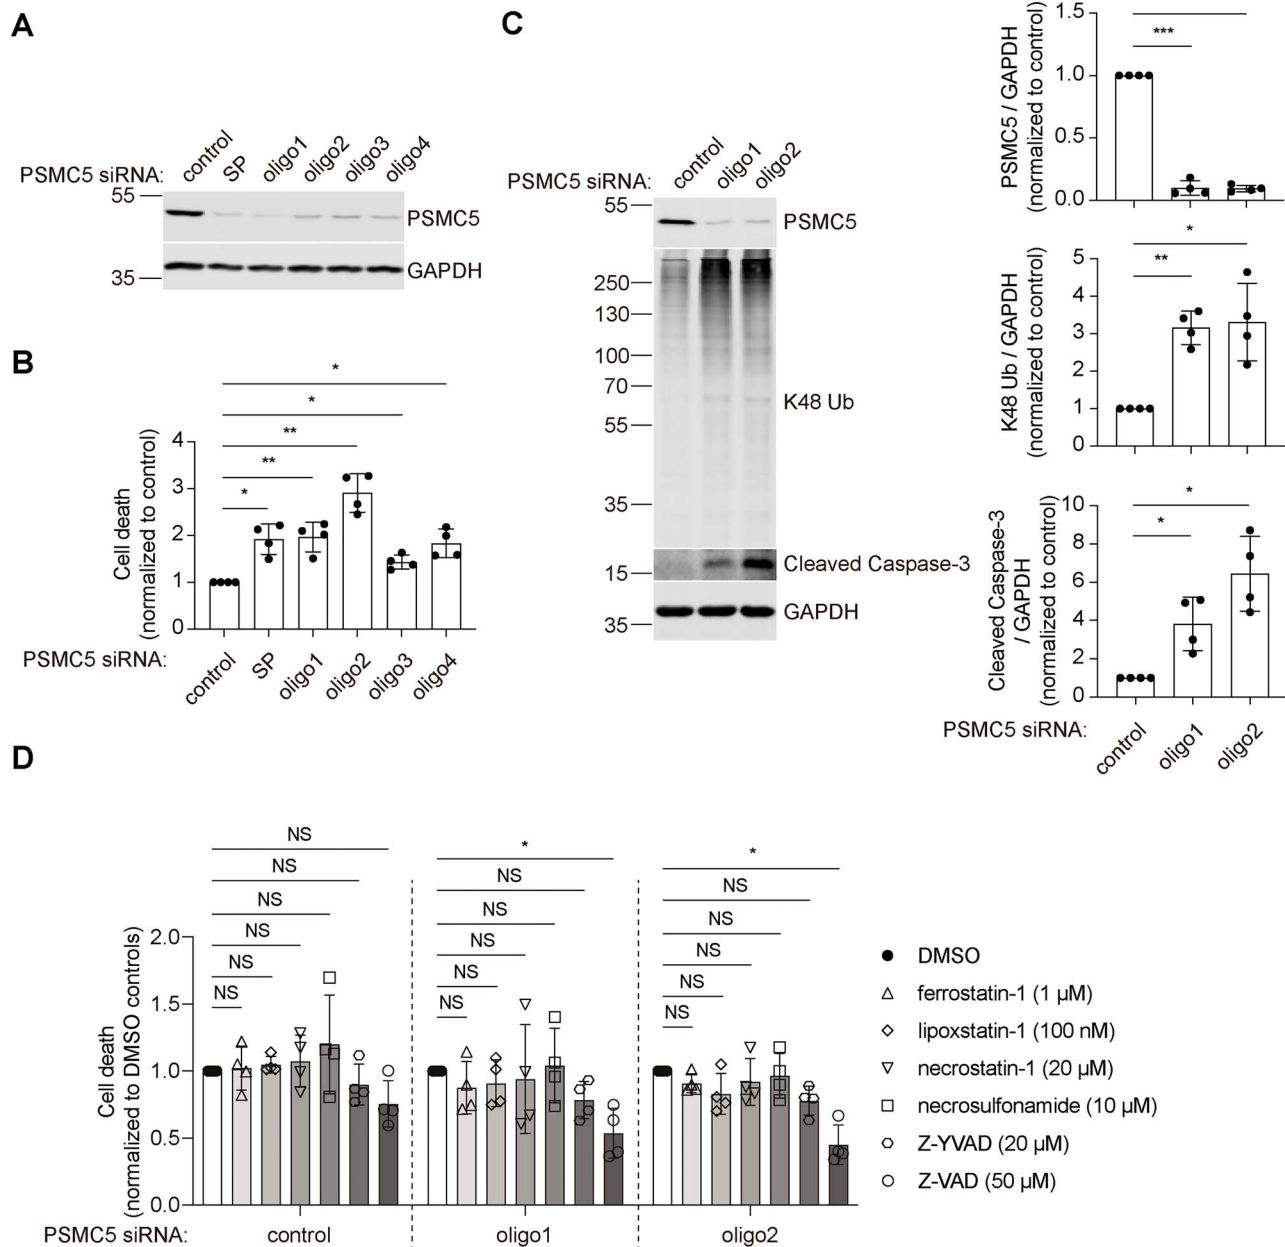 A
PSMC5 siRNA:
control
SP
oligo1
oligo2
oligo3
oligo4
55
PSMC5
GAPDH
35
B
*
*
**
**
*
Cell death
(normalized to control)
4
3
2
1
0
PSMC5 siRNA:
control
SP
oligo1
oligo2
oligo3
oligo4
C
PSMC5 siRNA:
control
oligo1
oligo2
55
PSMC5
250
130
100
70
K48 Ub
55
35
15
Cleaved Caspase-3
GAPDH
35
PSMC5 / GAPDH
(normalized to control)
1.5
1.0
0.5
0.0
***
K48 Ub / GAPDH
(normalized to control)
5
4
3
2
1
0
*
**
Cleaved Caspase-3
/ GAPDH
(normalized to control)
10
8
6
4
2
0
*
*
PSMC5 siRNA:
control
oligo1
oligo2
D
NS
NS
NS
NS
NS
NS
*
NS
NS
NS
NS
NS
*
NS
NS
NS
NS
NS
Cell death
(normalized to DMSO controls)
2.0
1.5
1.0
0.5
0.0
PSMC5 siRNA:
control
oligo1
oligo2
DMSO
ferrostatin-1 (1 µM)
lipoxstatin-1 (100 nM)
necrostatin-1 (20 µM)
necrosulfonamide (10 µM)
Z-YVAD (20 µM)
Z-VAD (50 µM)